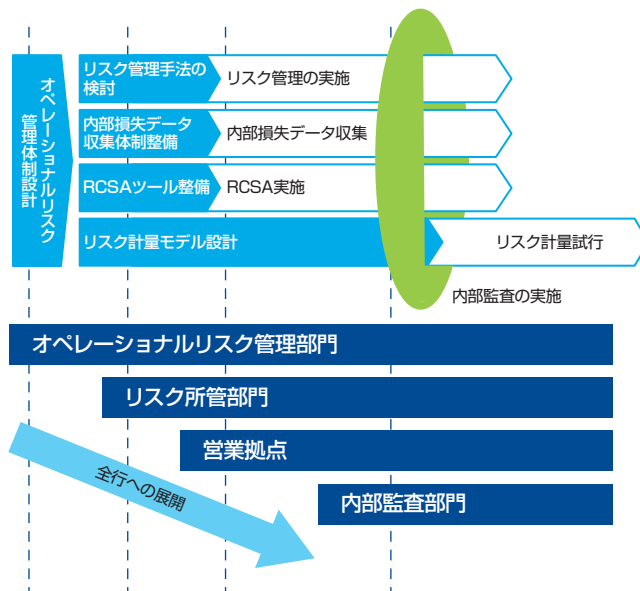 オペレーショナルリスク
管理体制設計
リスク管理手法の
検討
リスク管理の実施
内部損失データ
収集体制整備
内部損失データ収集
RCSAツール整備
RCSA実施
リスク計量モデル設計
リスク計量試行
内部監査の実施
オペレーショナルリスク管理部門
リスク所管部門
営業拠点
内部監査部門
全行への展開